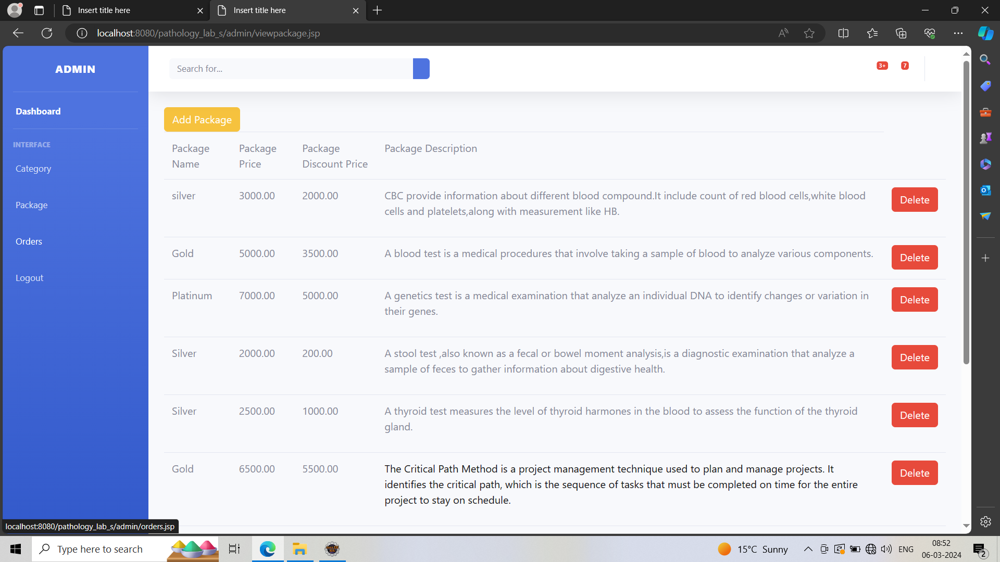 Insert title here
Insert title here
localhost:8080/pathology_lab_s/admin/viewpackage.jsp
ADMIN
Dashboard
INTERFACE
Category
Package
Orders
Logout
Search for...
3+
7
Add Package
Package Name
Package Price
Package Discount Price
Package Description
silver 3000.00 2000.00 CBC provide information about different blood compound.It include count of red blood cells,white blood
cells and platelets,along with measurement like HB.
Delete
Gold 5000.00 3500.00 A blood test is a medical procedures that involve taking a sample of blood to analyze various components.
Delete
Platinum 7000.00 5000.00 A genetics test is a medical examination that analyze an individual DNA to identify changes or variation in
their genes.
Delete
Silver 2000.00 200.00 A stool test ,also known as a fecal or bowel moment analysis,is a diagnostic examination that analyze a
sample of feces to gather information about digestive health.
Delete
Silver 2500.00 1000.00 A thyroid test measures the level of thyroid harmones in the blood to assess the function of the thyroid
gland.
Delete
Gold 6500.00 5500.00 The Critical Path Method is a project management technique used to plan and manage projects. It
identifies the critical path, which is the sequence of tasks that must be completed on time for the entire
project to stay on schedule.
Delete
localhost:8080/pathology_lab_s/admin/orders.jsp
Type here to search
15°C Sunny
ENG
08:52
06-03-2024
2